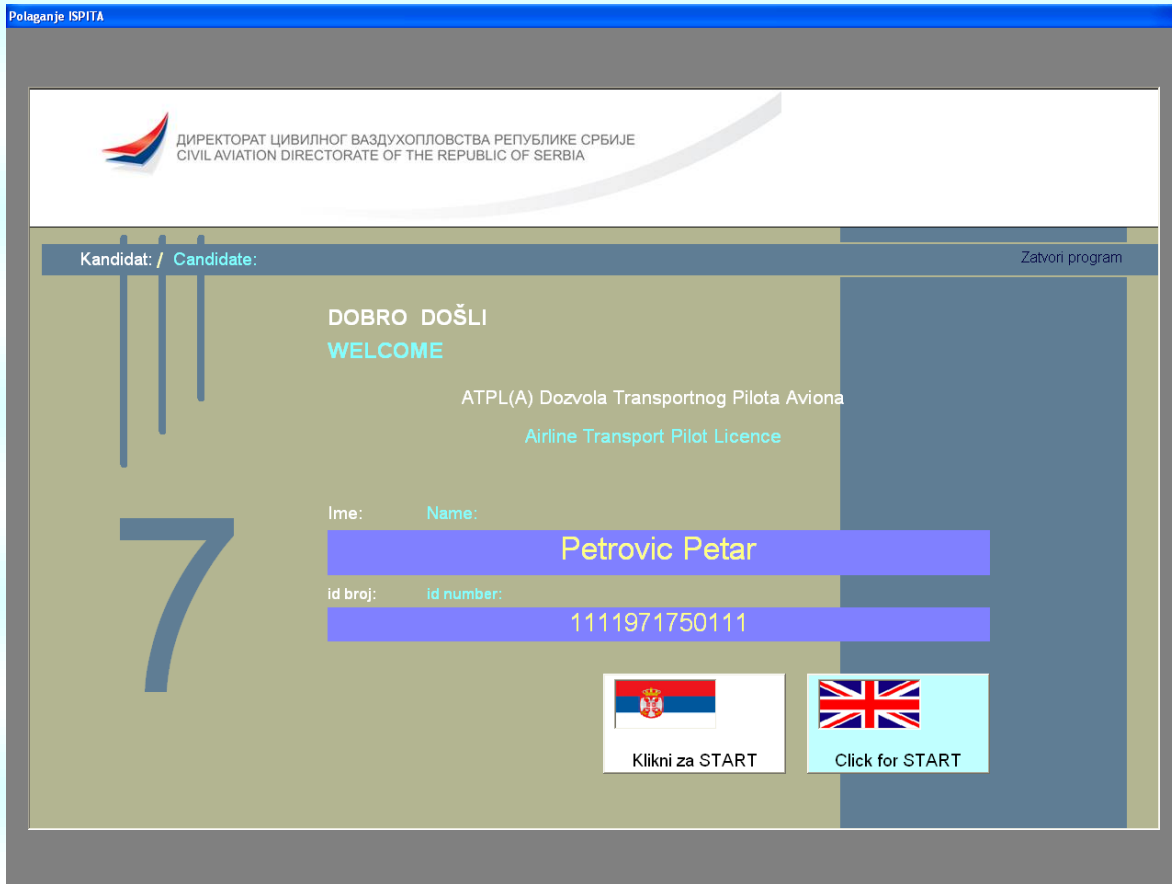 Polaganje ISPITA
ДИРЕКТОРАТ ЦИВИЛНОГ ВАЗДУХОПЛОВСТВА РЕПУБЛИКЕ СРБИЈЕ
CIVIL AVIATION DIRECTORATE OF THE REPUBLIC OF SERBIA
Kandidat: / Candidate: Zatvori program
DOBRO DOŠLI
WELCOME
ATPL(A) Dozvola Transportnog Pilota Aviona
Airline Transport Pilot Licence
Ime: Name:
Petrovic Petar
id broj: id number:
1111971750111
7
Klikni za START Click for START